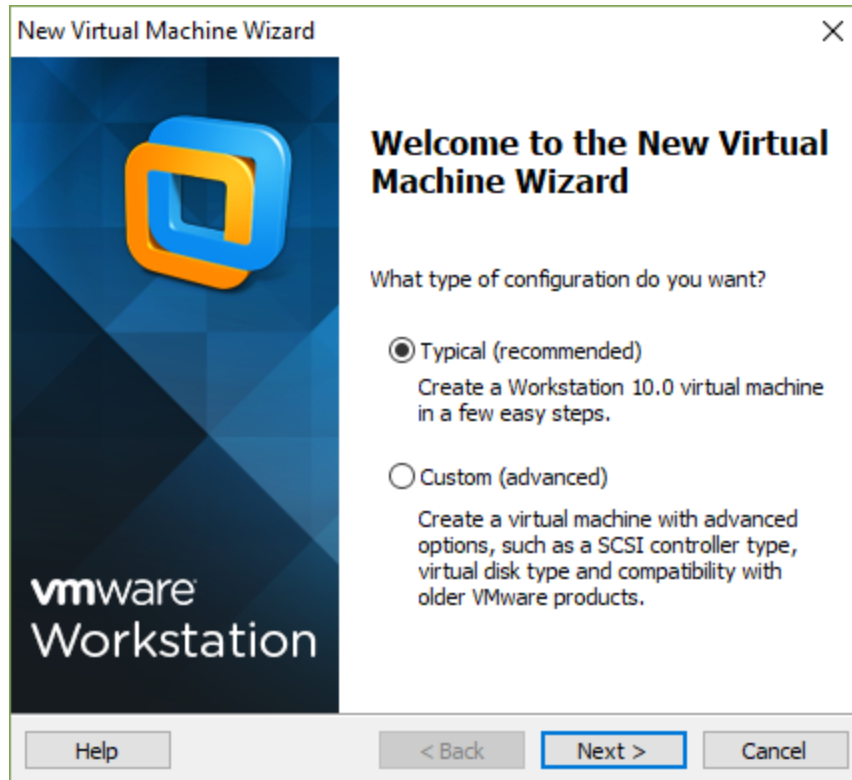 New Virtual Machine Wizard
Welcome to the New Virtual
Machine Wizard
What type of configuration do you want?
Typical (recommended)
Create a Workstation 10.0 virtual machine
in a few easy steps.
Custom (advanced)
Create a virtual machine with advanced
options, such as a SCSI controller type,
virtual disk type and compatibility with
older VMware products.
vmware
Workstation
Help
< Back
Next >
Cancel